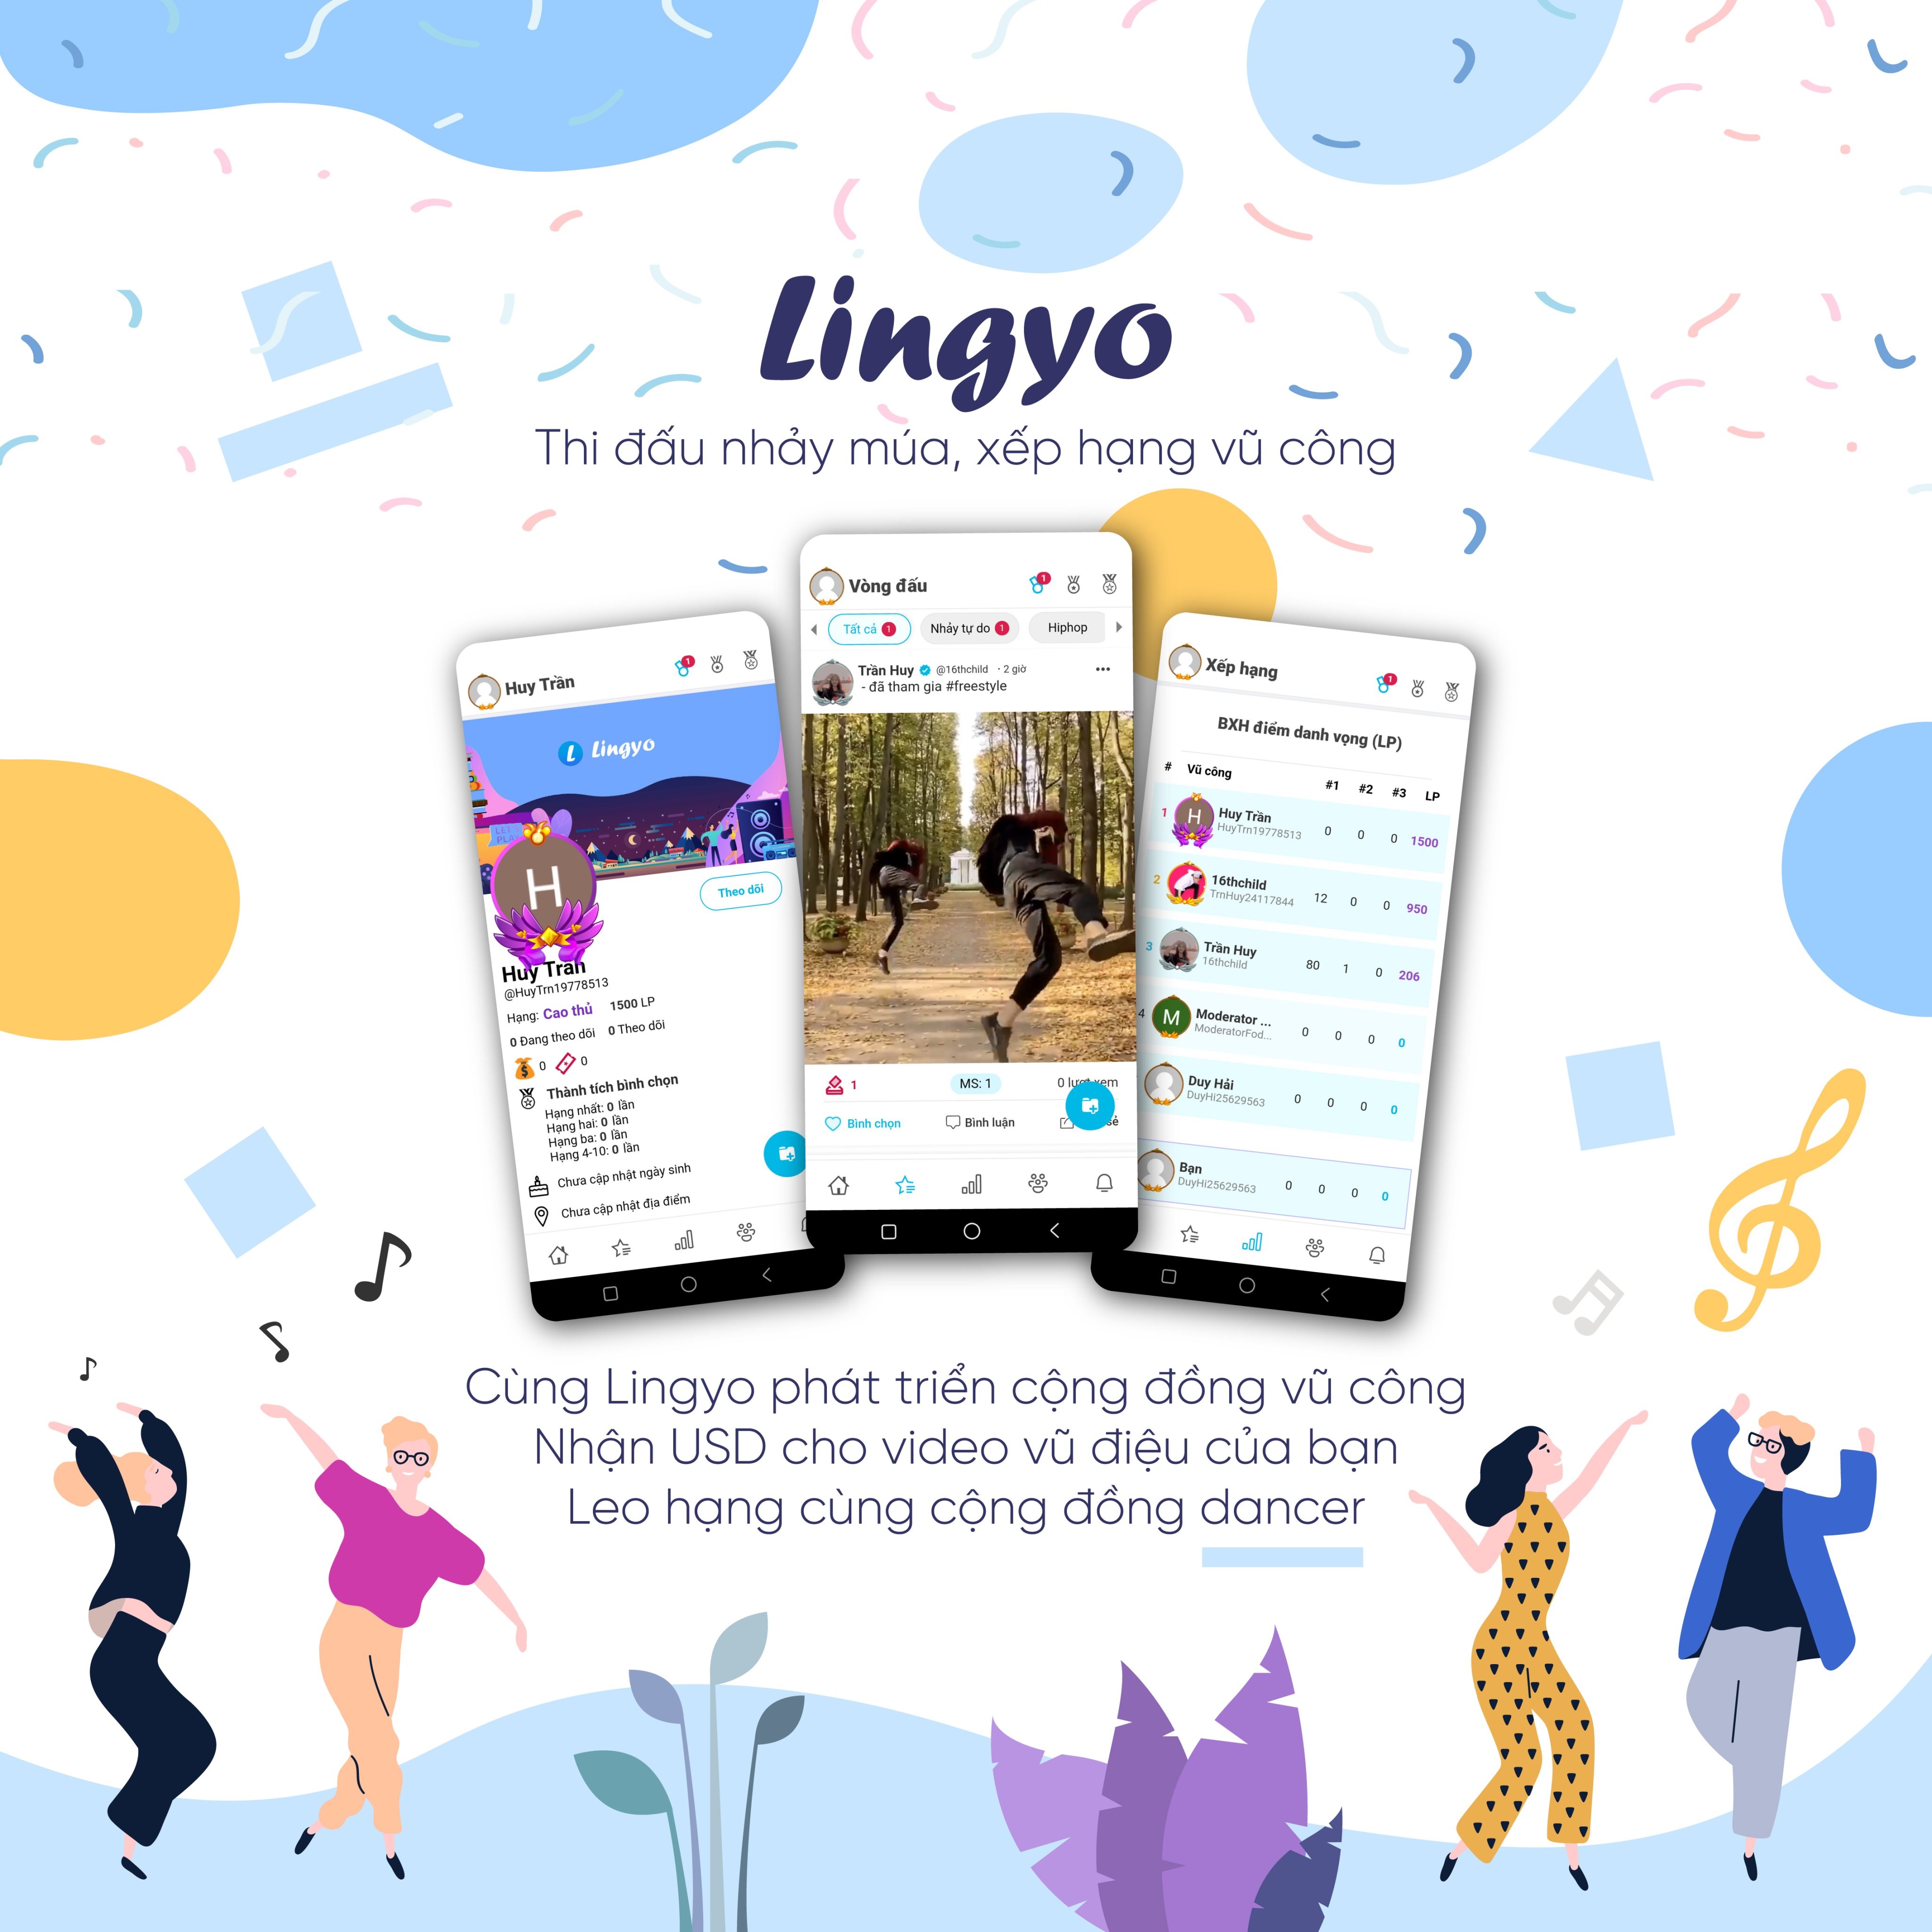 Lingyo
Thi đấu nhảy múa, xếp hạng vũ công
Huy Trần
1
Lingyo
LET'S PLAY
H
Theo dõi
Huy Trần
@HuyTrn19778513
Hạng: Cao thủ 1500 LP
0 Đang theo dõi 0 Theo dõi
0 0
Thành tích bình chọn
Hạng nhất: 0 lần
Hạng hai: 0 lần
Hạng ba: 0 lần
Hạng 4-10: 0 lần
Chưa cập nhật ngày sinh
Chưa cập nhật địa điểm
Vòng đấu
1
Tất cả 1 Nhảy tự do 1 Hiphop
Trần Huy @16thchild · 2 giờ
- đã tham gia #freestyle
1 MS: 1 0 lượt xem
Bình chọn Bình luận sẻ
Xếp hạng
1
BXH điểm danh vọng (LP)
# Vũ công #1 #2 #3 LP
1 H Huy Trần 0 0 0 1500
HuyTrn19778513
2 16thchild 12 0 0 950
TrnHuy24117844
3 Trần Huy 80 1 0 206
16thchild
4 M Moderator ... 0 0 0 0
ModeratorFod...
Duy Hải 0 0 0 0
DuyHi25629563
Bạn 0 0 0 0
DuyHi25629563
Cùng Lingyo phát triển cộng đồng vũ công
Nhận USD cho video vũ điệu của bạn
Leo hạng cùng cộng đồng dancer